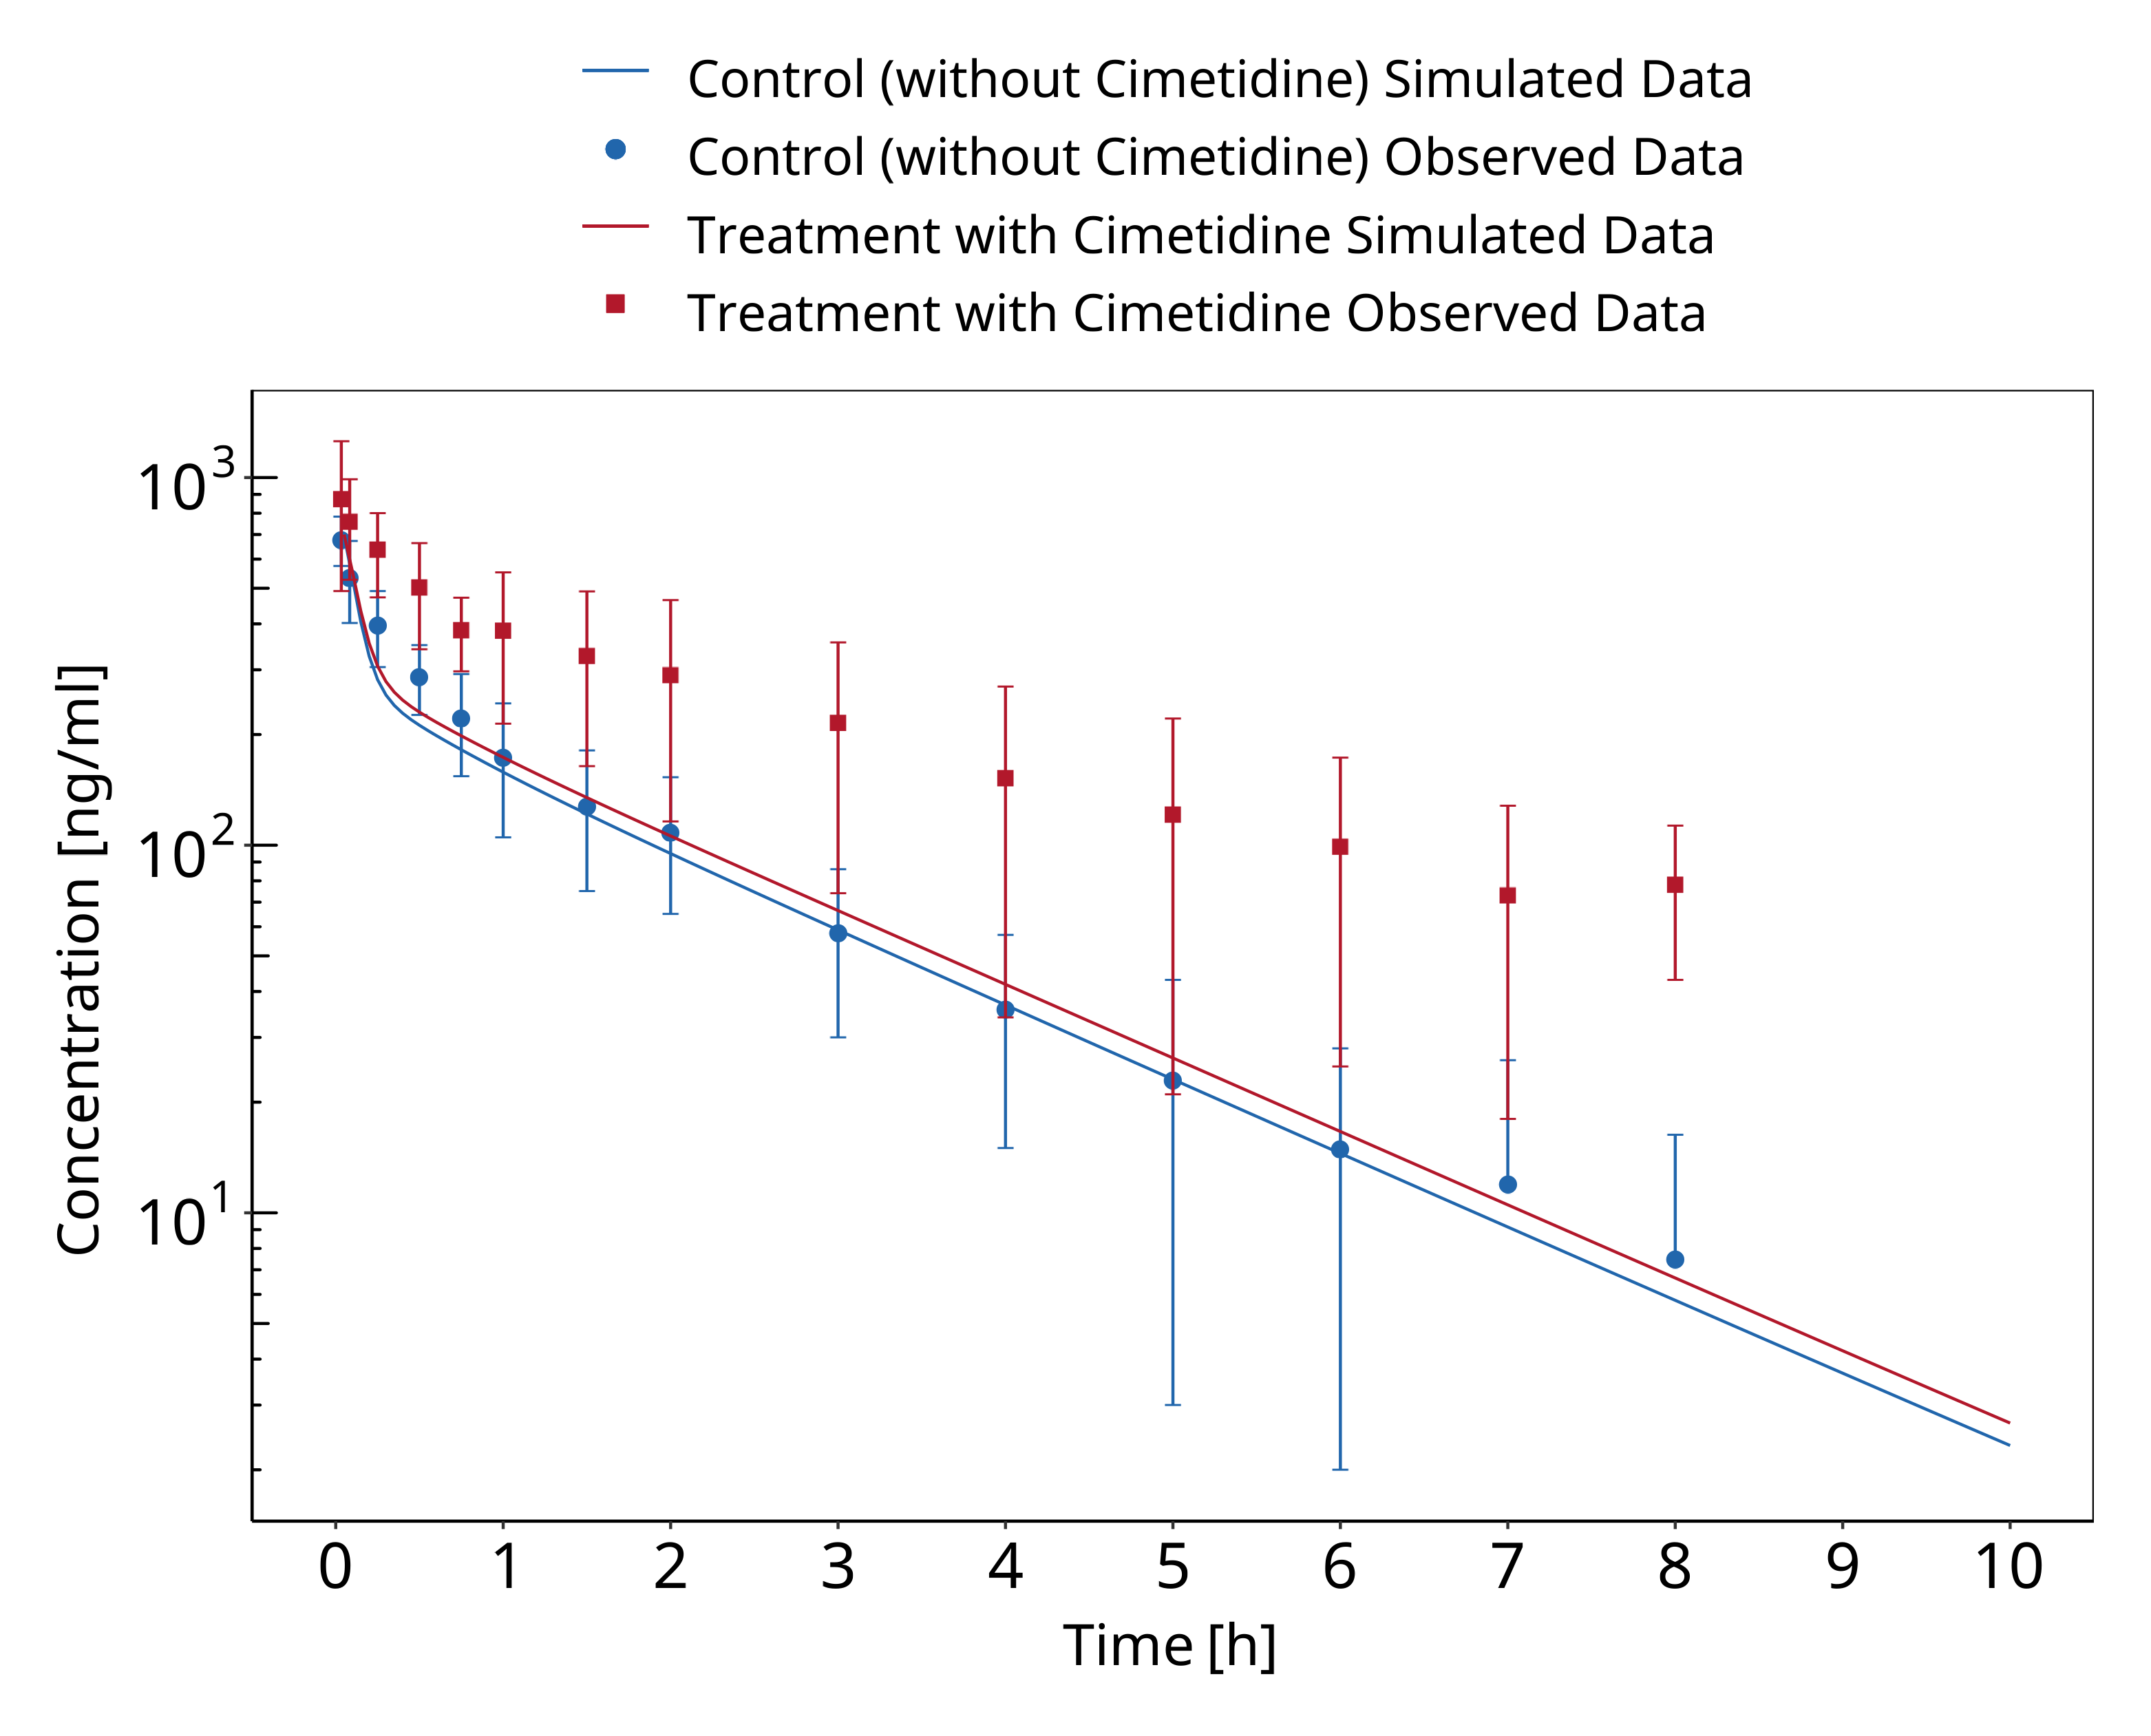 Control (without Cimetidine) Simulated Data
Control (without Cimetidine) Observed Data
Treatment with Cimetidine Simulated Data
Treatment with Cimetidine Observed Data
Concentration [ng/ml]
10^3
10^2
10^1
0 1 2 3 4 5 6 7 8 9 10
Time [h]